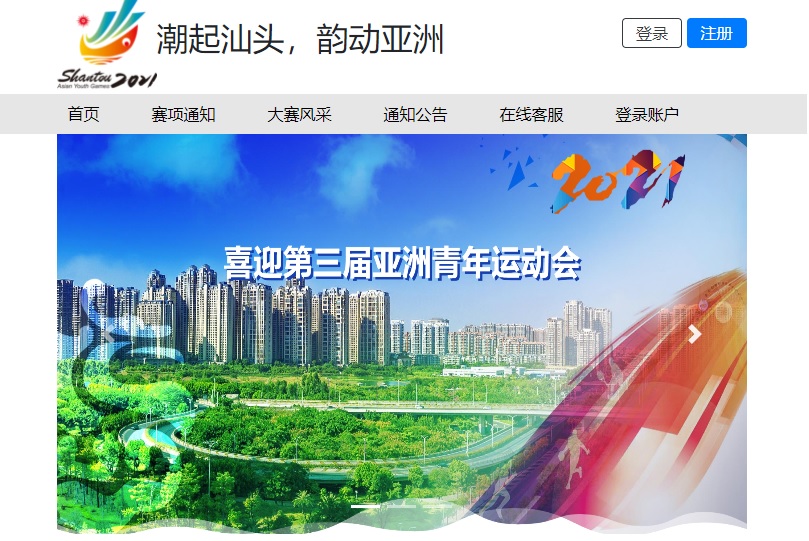 潮起汕头，韵动亚洲
登录
注册
Shantou 2021
Asian Youth Games
首页
赛项通知
大赛风采
通知公告
在线客服
登录账户
2021
喜迎第三届亚洲青年运动会